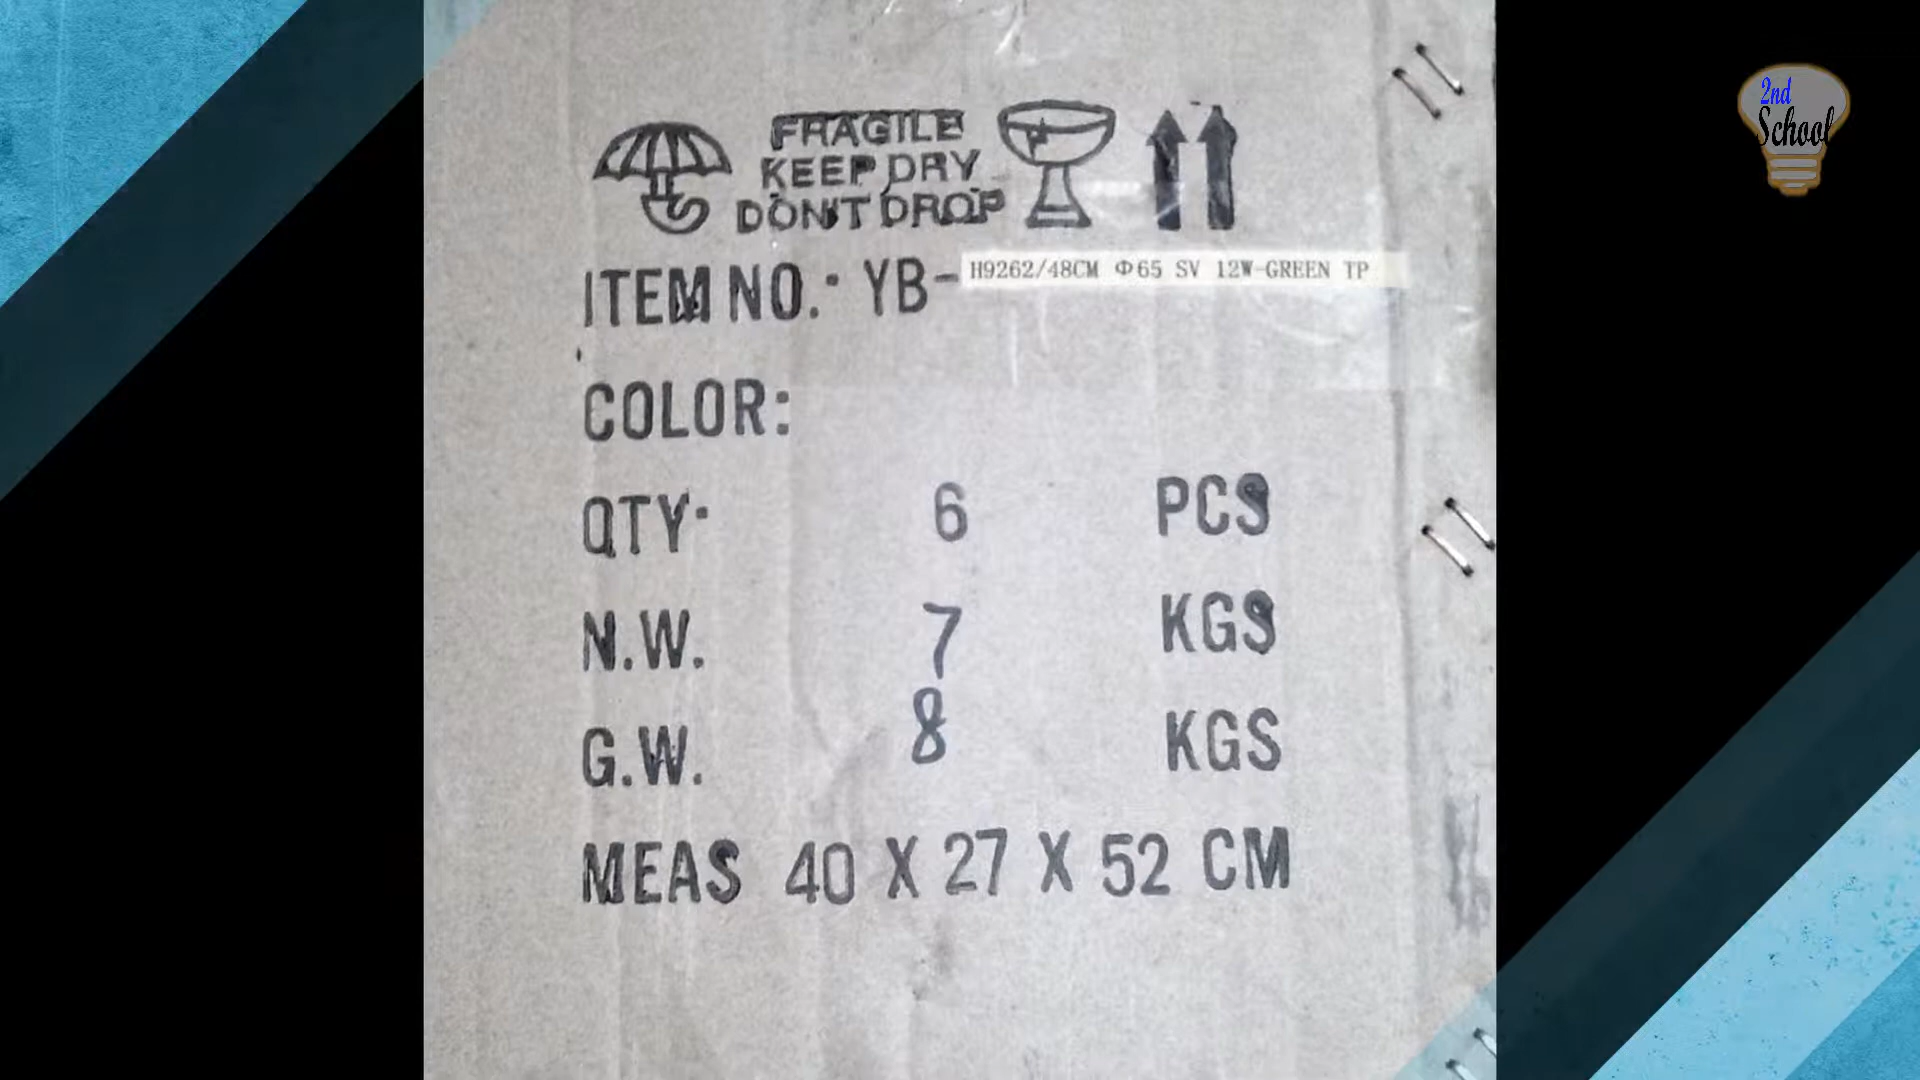 2nd
School
FRAGILE
KEEP DRY
DON'T DROP
ITEM NO.: YB-H9262/48CM Φ65 SV 12W-GREEN TP
COLOR:
QTY: 6 PCS
N.W. 7 KGS
G.W. 8 KGS
MEAS 40 X 27 X 52 CM